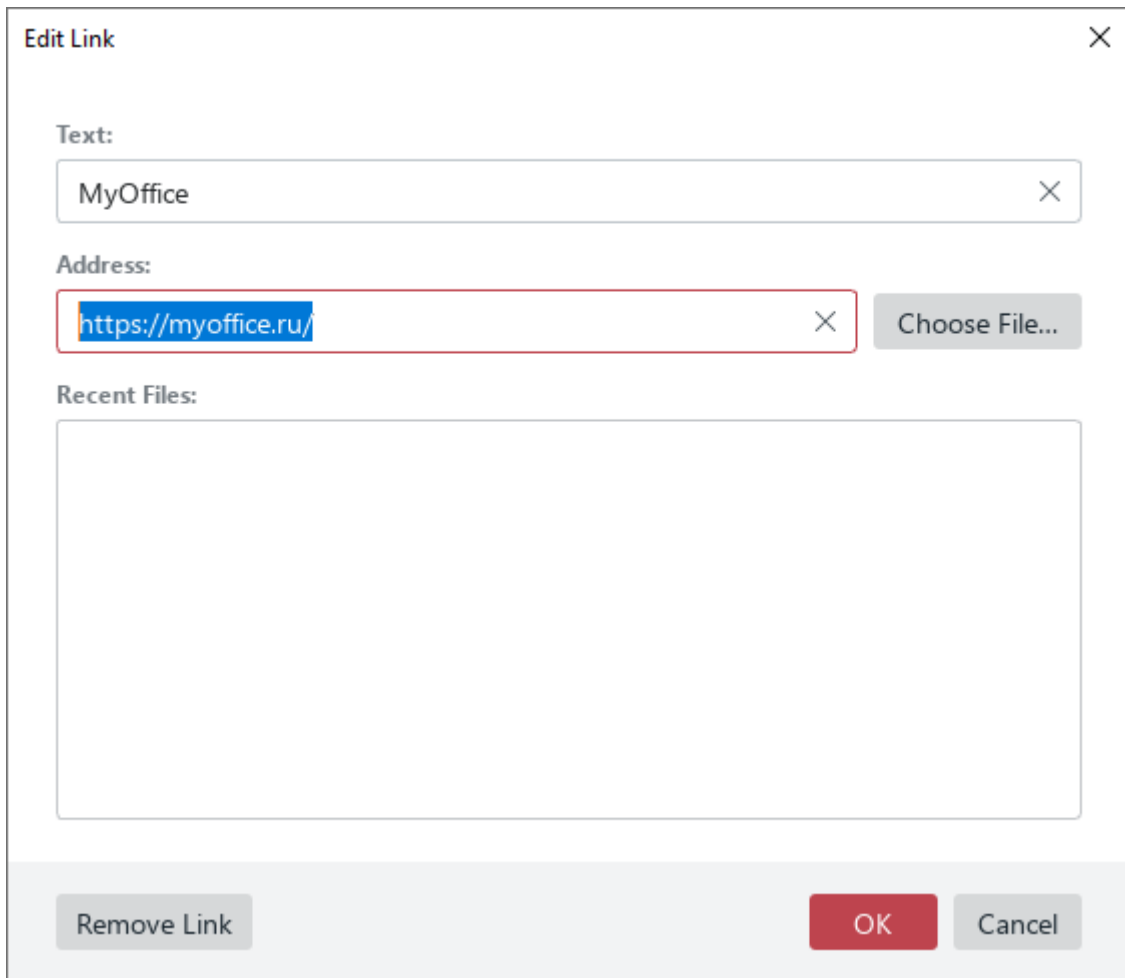 Edit Link
Text:
MyOffice
Address:
https://myoffice.ru/
Choose File...
Recent Files:
Remove Link
OK
Cancel